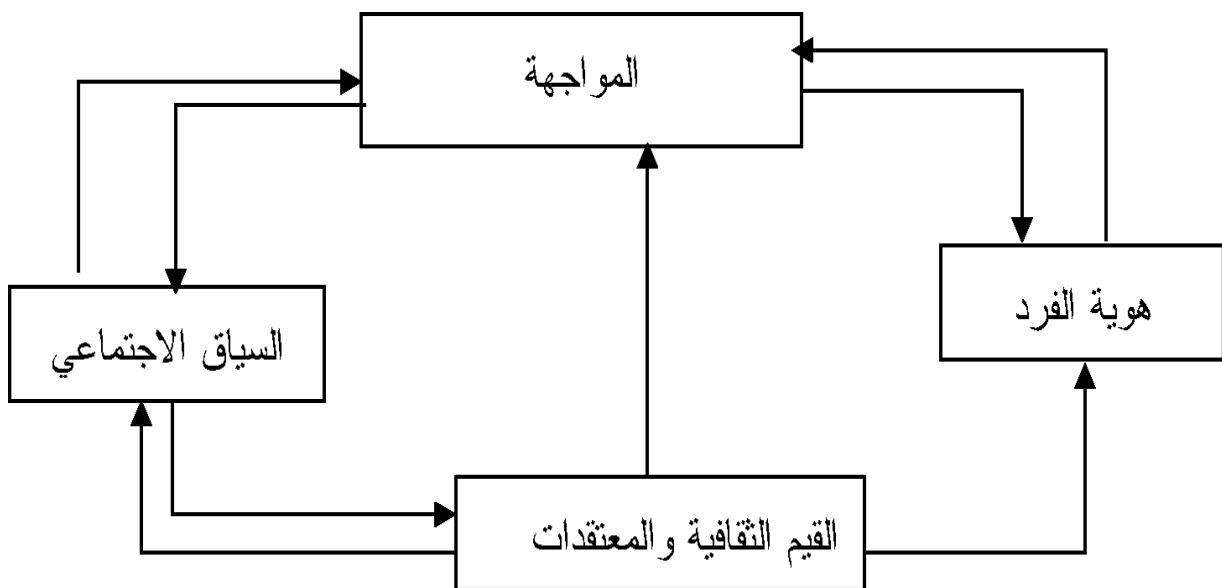 المواجهة
هوية الفرد
السياق الاجتماعي
القيم الثقافية والمعتقدات